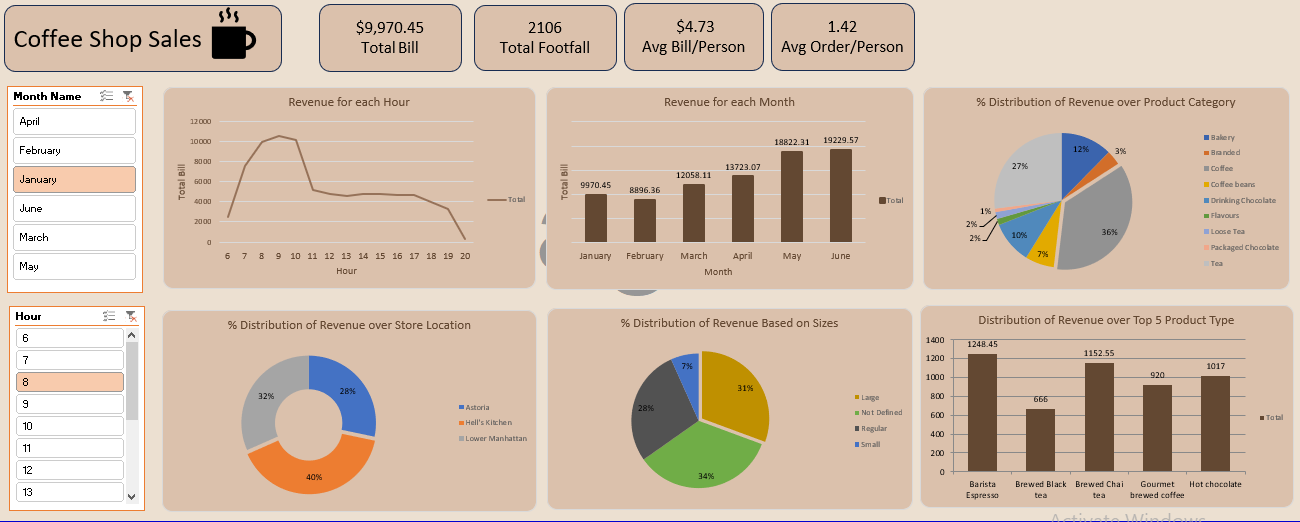 Coffee Shop Sales
$9,970.45
Total Bill
2106
Total Footfall
$4.73
Avg Bill/Person
1.42
Avg Order/Person
Month Name
April
February
January
June
March
May
Revenue for each Hour
Total Bill
12000
10000
8000
6000
4000
2000
0
6 7 8 9 10 11 12 13 14 15 16 17 18 19 20
Hour
Total
Revenue for each Month
Total Bill
9970.45
8896.36
12058.11
13723.07
18822.31
19229.57
January February March April May June
Month
Total
% Distribution of Revenue over Product Category
12%
3%
36%
7%
10%
2%
2%
1%
27%
Bakery
Branded
Coffee
Coffee beans
Drinking Chocolate
Flavours
Loose Tea
Packaged Chocolate
Tea
Hour
6
7
8
9
10
11
12
13
% Distribution of Revenue over Store Location
28%
40%
32%
Astoria
Hell's Kitchen
Lower Manhattan
% Distribution of Revenue Based on Sizes
31%
34%
28%
7%
Large
Not Defined
Regular
Small
Distribution of Revenue over Top 5 Product Type
1400
1200
1000
800
600
400
200
0
1248.45
666
1152.55
920
1017
Barista
Espresso
Brewed Black
tea
Brewed Chai
tea
Gourmet
brewed coffee
Hot chocolate
Total
Activate Windows